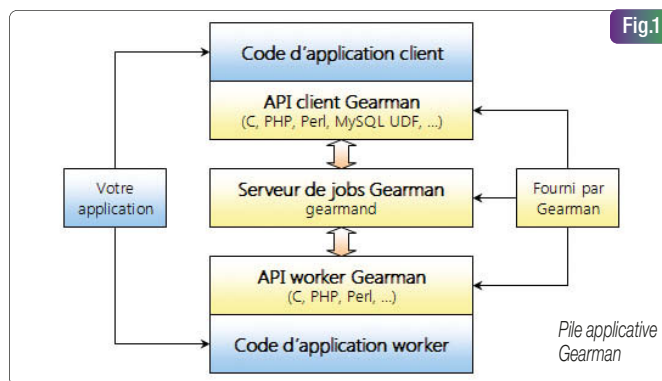 Fig.1
Code d'application client
API client Gearman
(C, PHP, Perl, MySQL UDF, ...)
Votre
application
Serveur de jobs Gearman
gearmand
Fourni par
Gearman
API worker Gearman
(C, PHP, Perl, ...)
Code d'application worker
Pile applicative
Gearman